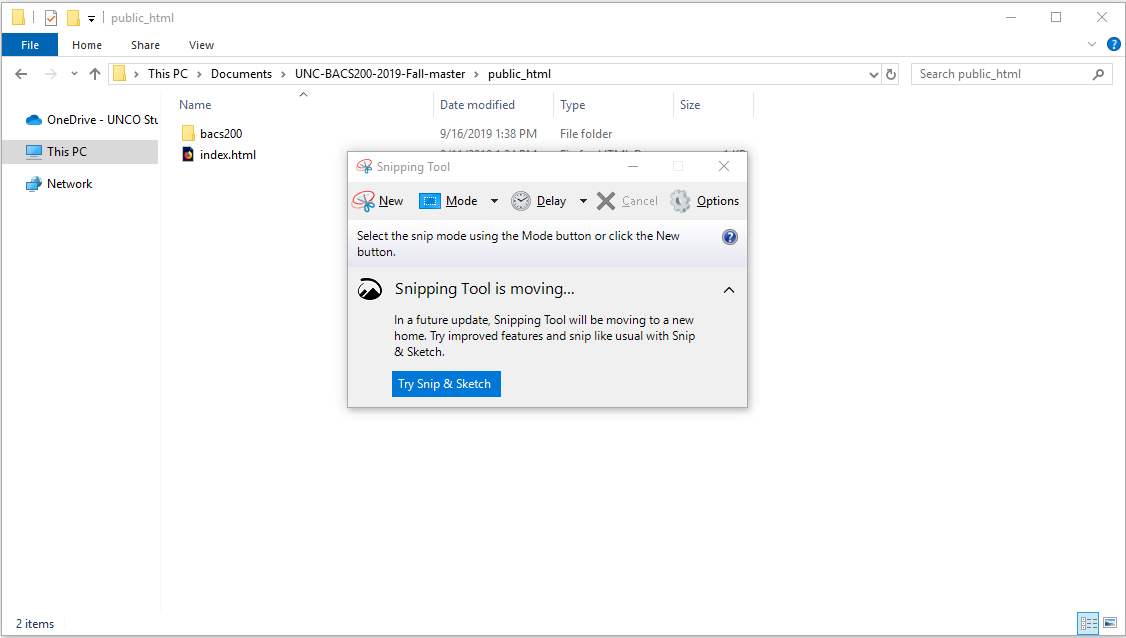 public_html
File Home Share View
This PC > Documents > UNC-BACS200-2019-Fall-master > public_html
Search public_html
Name Date modified Type Size
OneDrive - UNCO Stu
This PC
Network
bacs200 9/16/2019 1:38 PM File folder
index.html
Snipping Tool
New Mode Delay Cancel Options
Select the snip mode using the Mode button or click the New
button.
Snipping Tool is moving...
In a future update, Snipping Tool will be moving to a new
home. Try improved features and snip like usual with Snip
& Sketch.
Try Snip & Sketch
2 items